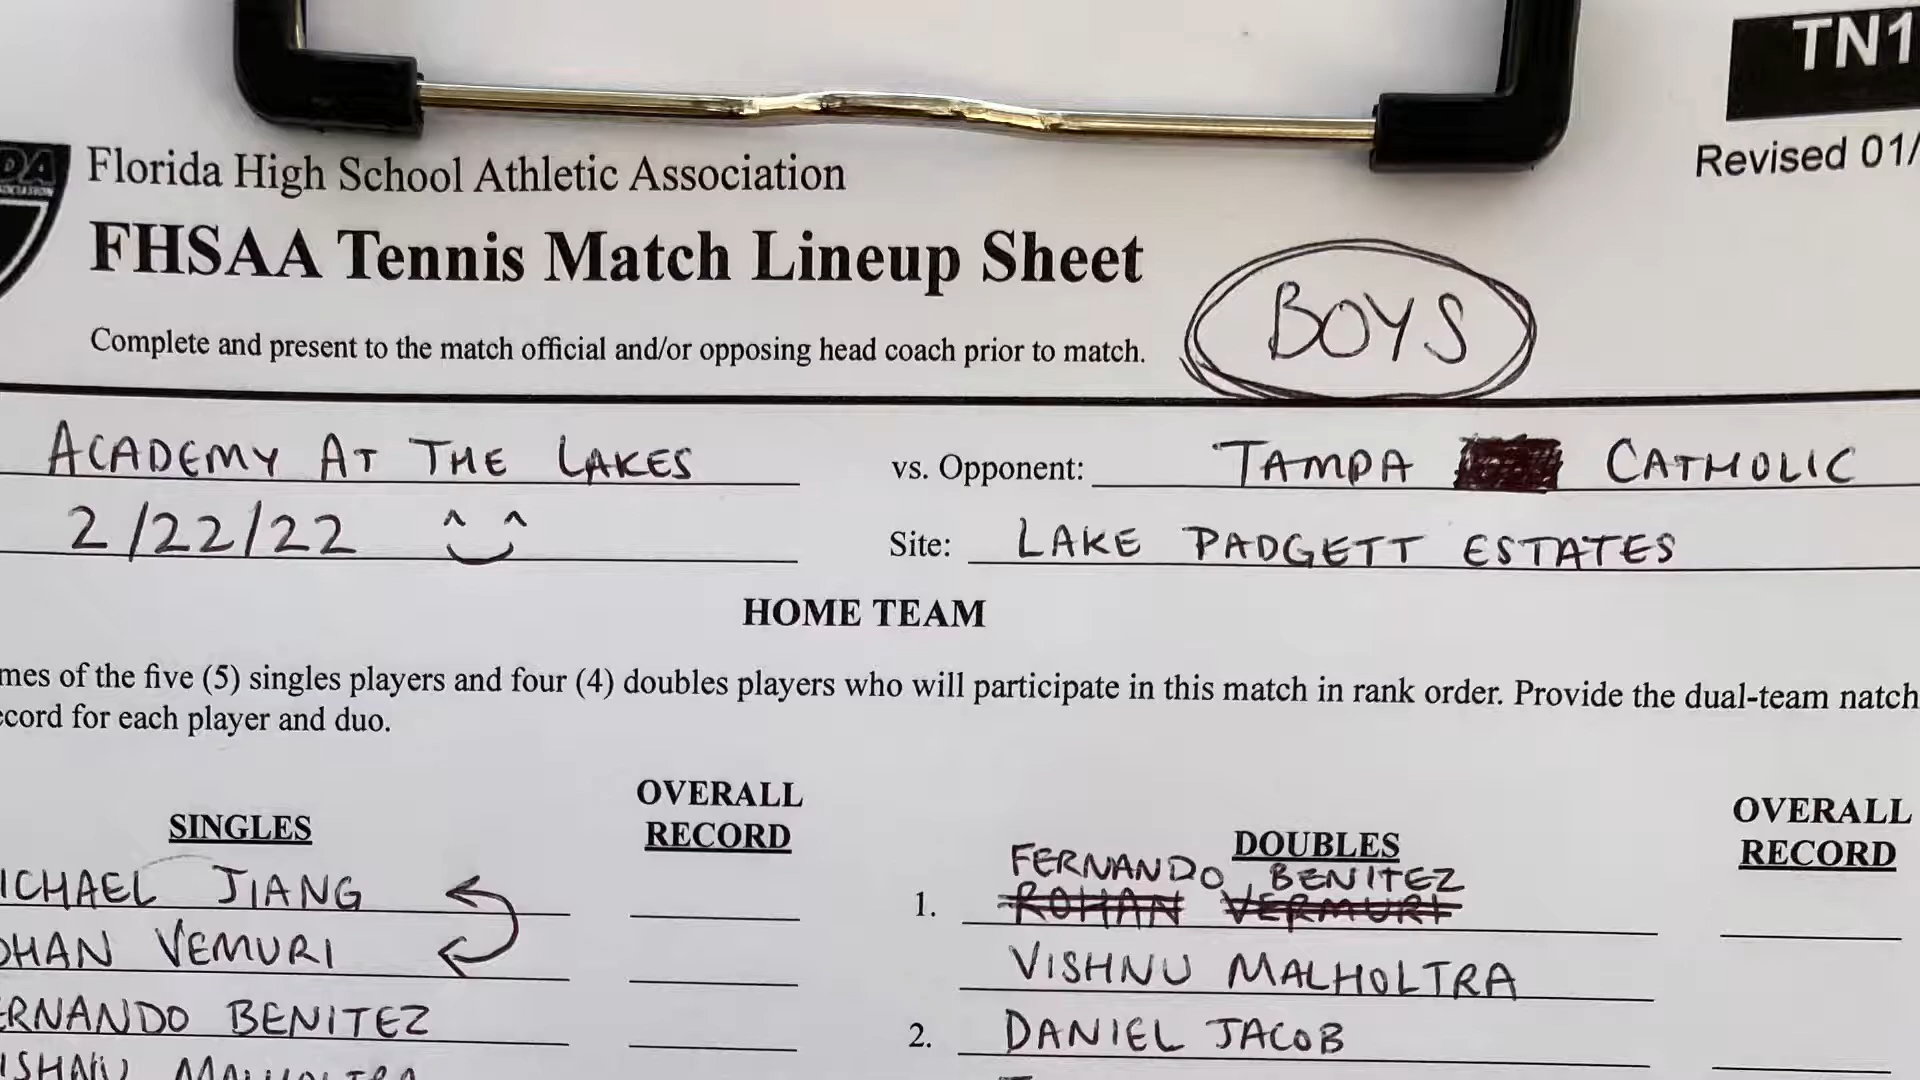 TN1
Revised 01/
Florida High School Athletic Association
FHSAA Tennis Match Lineup Sheet
BOYS
Complete and present to the match official and/or opposing head coach prior to match.
ACADEMY AT THE LAKES vs. Opponent: TAMPA CATHOLIC
2/22/22 Site: LAKE PADGETT ESTATES
HOME TEAM
mes of the five (5) singles players and four (4) doubles players who will participate in this match in rank order. Provide the dual-team natch
ecord for each player and duo.
SINGLES
OVERALL
RECORD
DOUBLES
OVERALL
RECORD
ICHAEL JIANG
OHAN VEMURI
ERNANDO BENITEZ
ISHNU MALHOLTRA
FERNANDO BENITEZ
1. ROHAN VERMURI
VISHNU MALHOLTRA
2. DANIEL JACOB